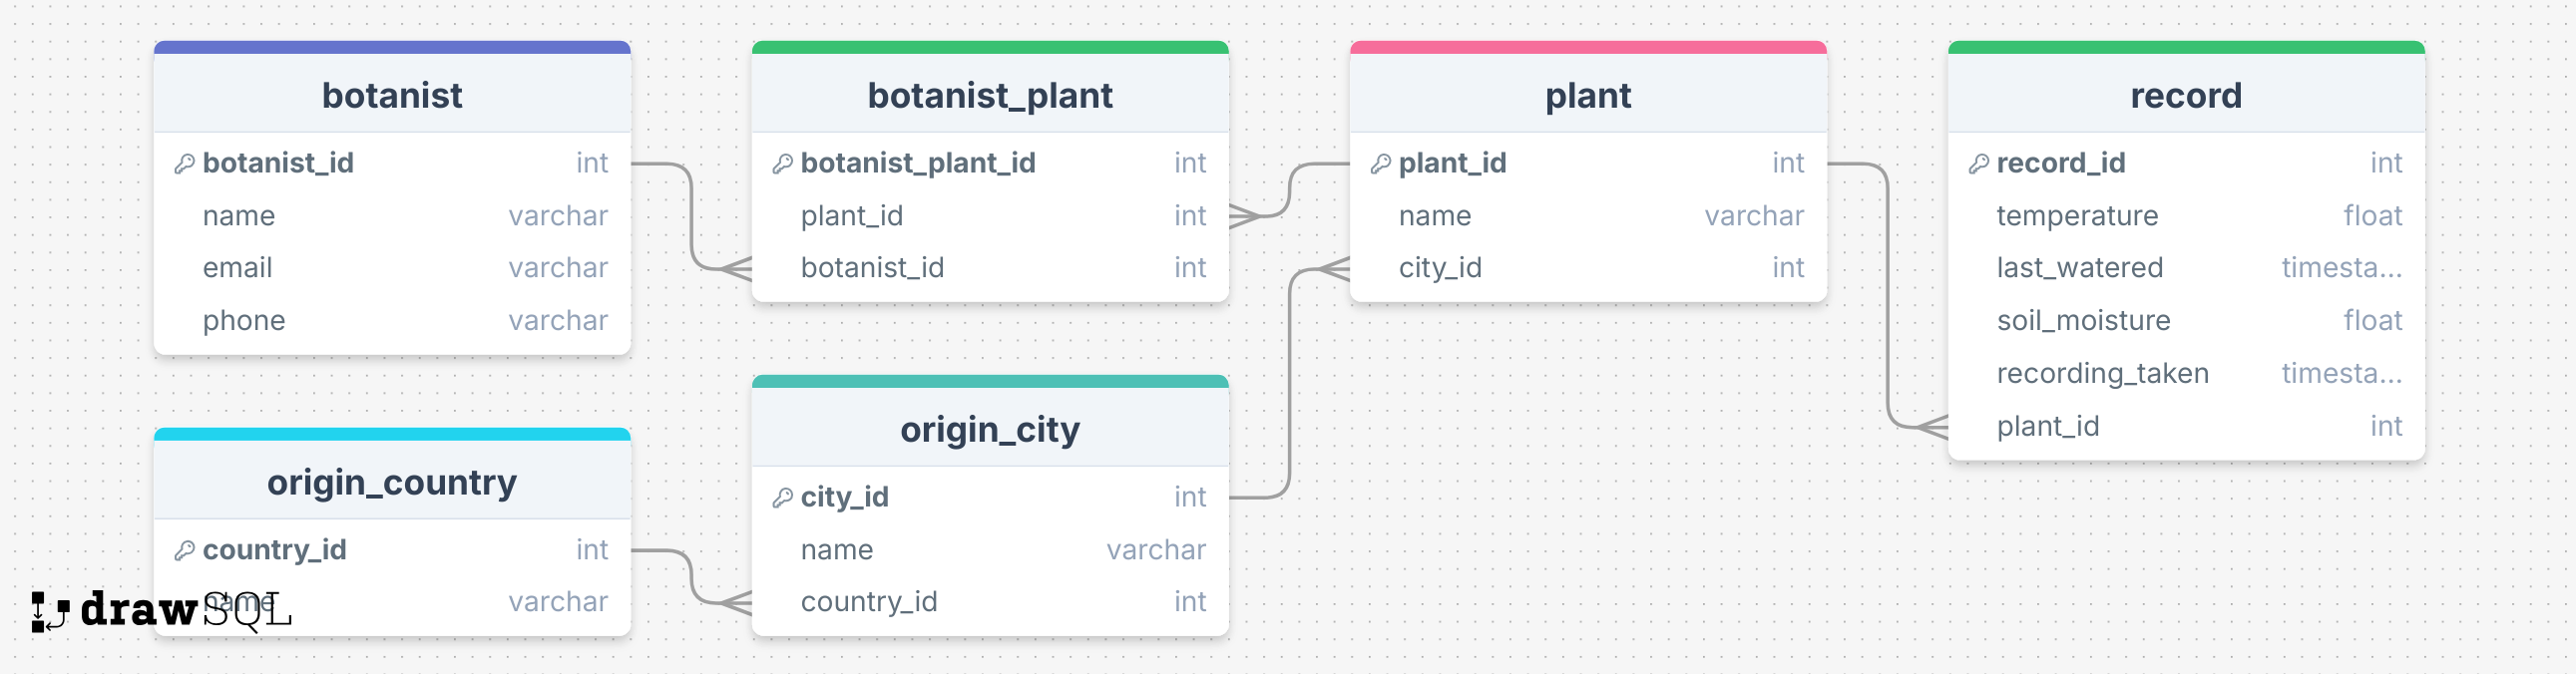 botanist
botanist_id int
name varchar
email varchar
phone varchar
botanist_plant
botanist_plant_id int
plant_id int
botanist_id int
plant
plant_id int
name varchar
city_id int
record
record_id int
temperature float
last_watered timesta...
soil_moisture float
recording_taken timesta...
plant_id int
origin_country
country_id int
name varchar
origin_city
city_id int
name varchar
country_id int
drawSQL